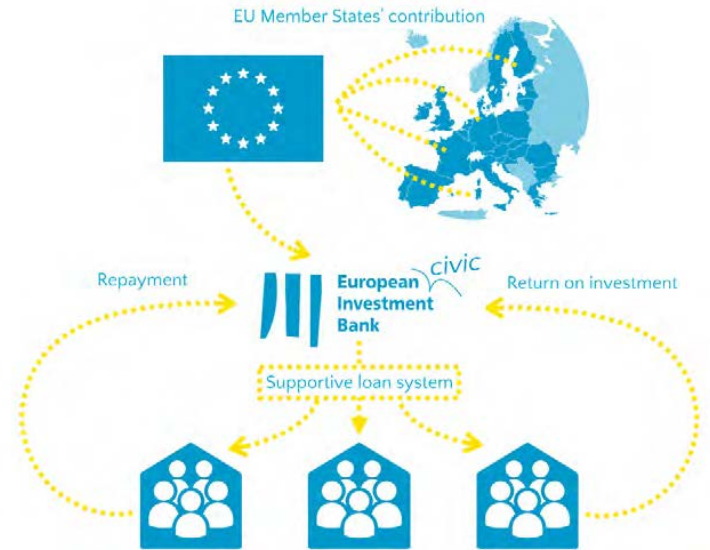 EU Member States' contribution
civic
Repayment
European
Investment
Bank
Return on investment
Supportive loan system